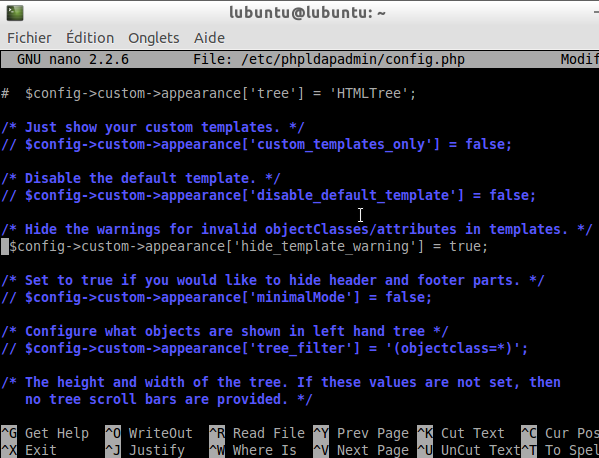 lubuntu@lubuntu: ~
Fichier Édition Onglets Aide
GNU nano 2.2.6 File: /etc/phpldapadmin/config.php Modif
#  $config->custom->appearance['tree'] = 'HTMLTree';
/* Just show your custom templates. */
// $config->custom->appearance['custom_templates_only'] = false;
/* Disable the default template. */
// $config->custom->appearance['disable_default_template'] = false;
/* Hide the warnings for invalid objectClasses/attributes in templates. */
$config->custom->appearance['hide_template_warning'] = true;
/* Set to true if you would like to hide header and footer parts. */
// $config->custom->appearance['minimalMode'] = false;
/* Configure what objects are shown in left hand tree */
// $config->custom->appearance['tree_filter'] = '(objectclass=*)';
/* The height and width of the tree. If these values are not set, then
no tree scroll bars are provided. */
^G Get Help ^O WriteOut ^R Read File ^Y Prev Page ^K Cut Text ^C Cur Pos
^X Exit ^J Justify ^W Where Is ^V Next Page ^U UnCut Text ^T To Spel